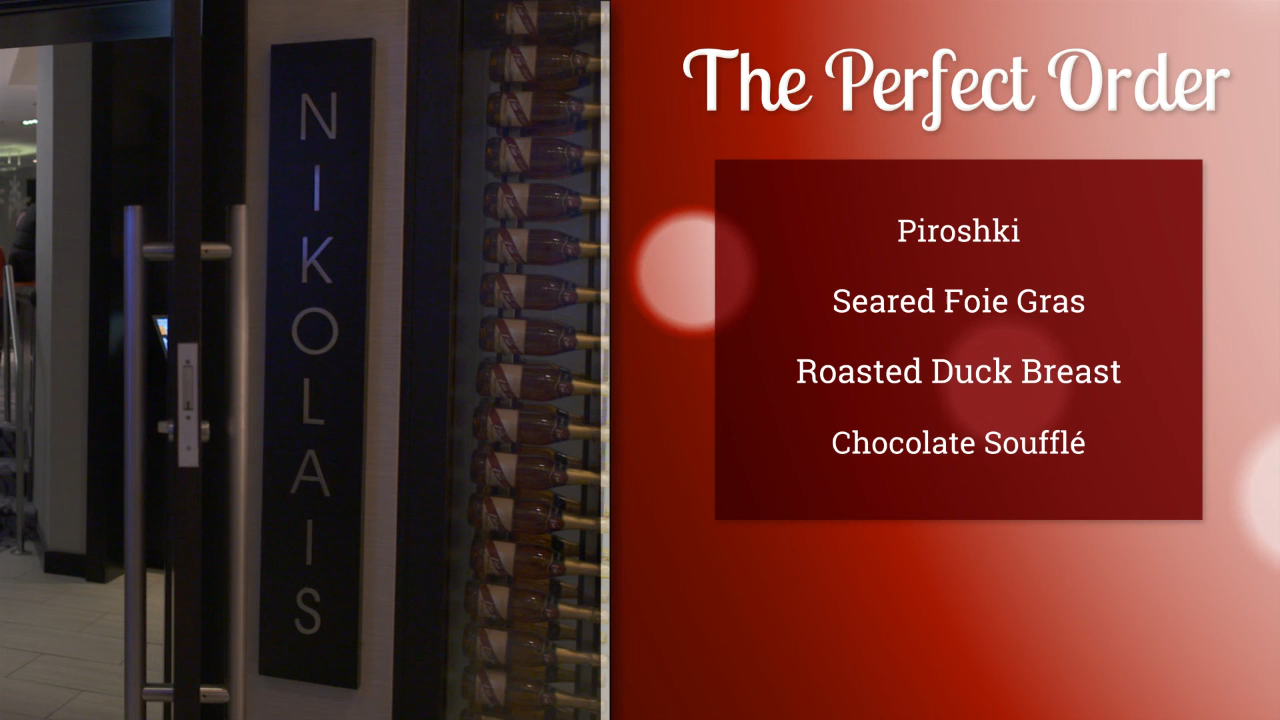 NIKOLAIS
The Perfect Order
Piroshki
Seared Foie Gras
Roasted Duck Breast
Chocolate Soufflé